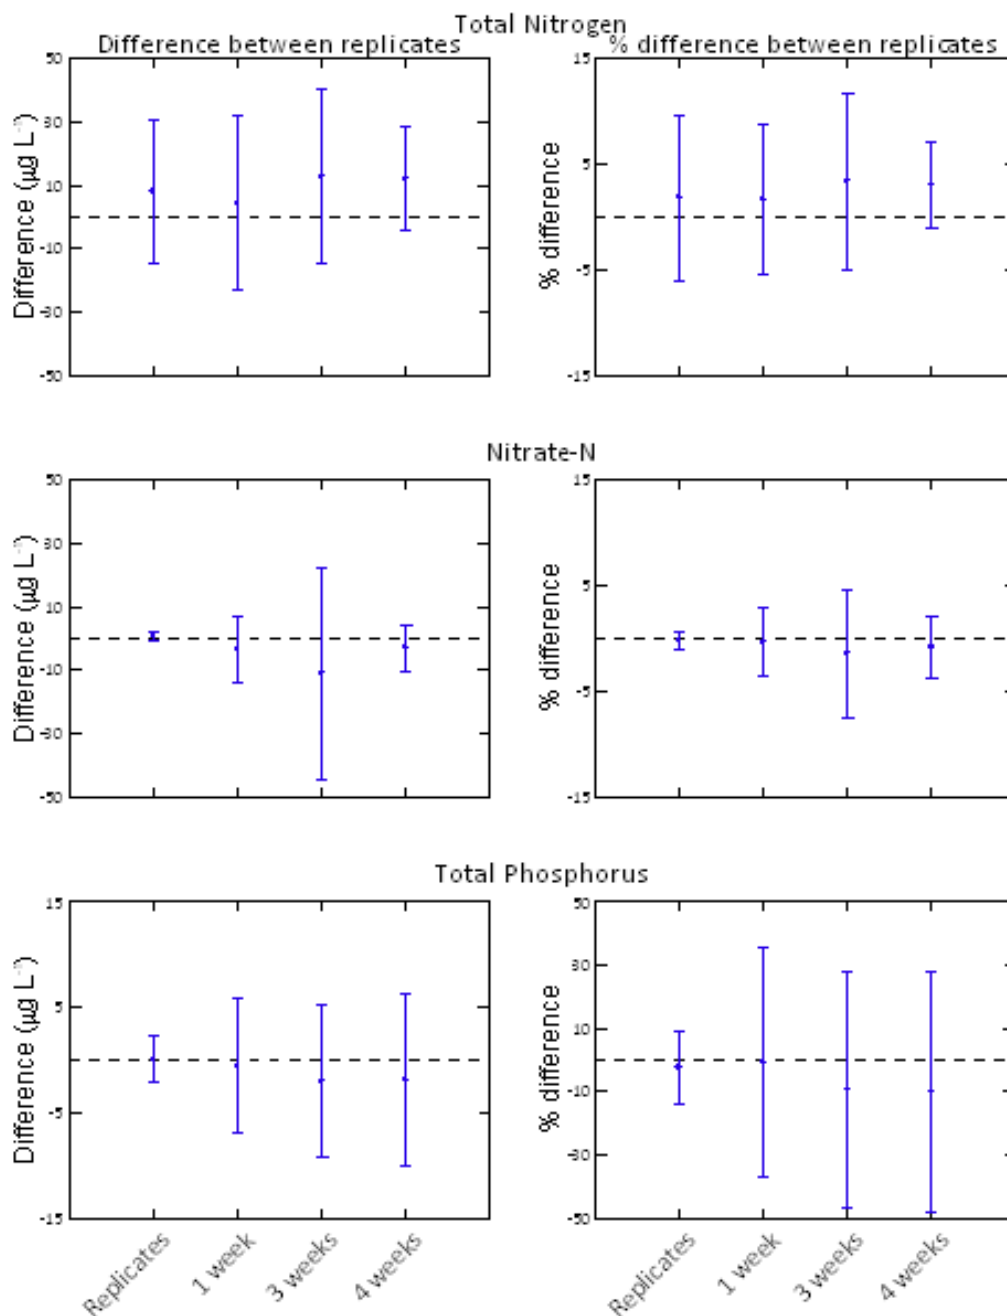 Total Nitrogen
Difference between replicates
% difference between replicates
Difference (µg L⁻¹)
50
30
10
-10
-30
-50
% difference
15
5
-5
-15
Nitrate-N
Difference (µg L⁻¹)
50
30
10
-10
-30
-50
% difference
15
5
-5
-15
Total Phosphorus
Difference (µg L⁻¹)
15
5
-5
-15
% difference
50
30
10
-10
-30
-50
Replicates
1 week
3 weeks
4 weeks
Replicates
1 week
3 weeks
4 weeks